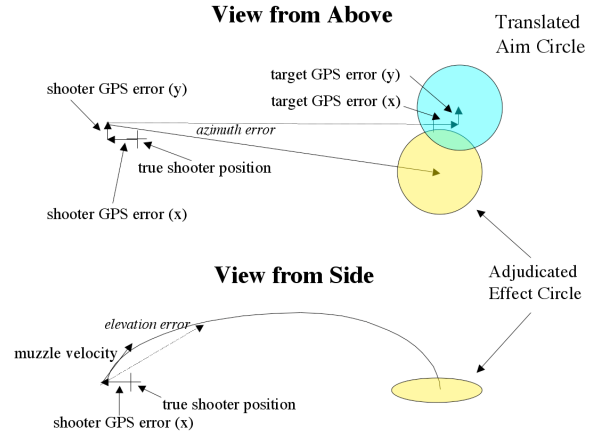 View from Above
Translated
Aim Circle
target GPS error (y)
shooter GPS error (y)
target GPS error (x)
azimuth error
true shooter position
shooter GPS error (x)
View from Side
Adjudicated
Effect Circle
elevation error
muzzle velocity
true shooter position
shooter GPS error (x)